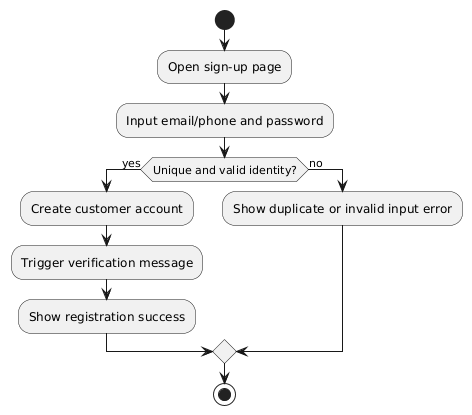 Open sign-up page
Input email/phone and password
yes
Unique and valid identity?
no
Create customer account
Show duplicate or invalid input error
Trigger verification message
Show registration success